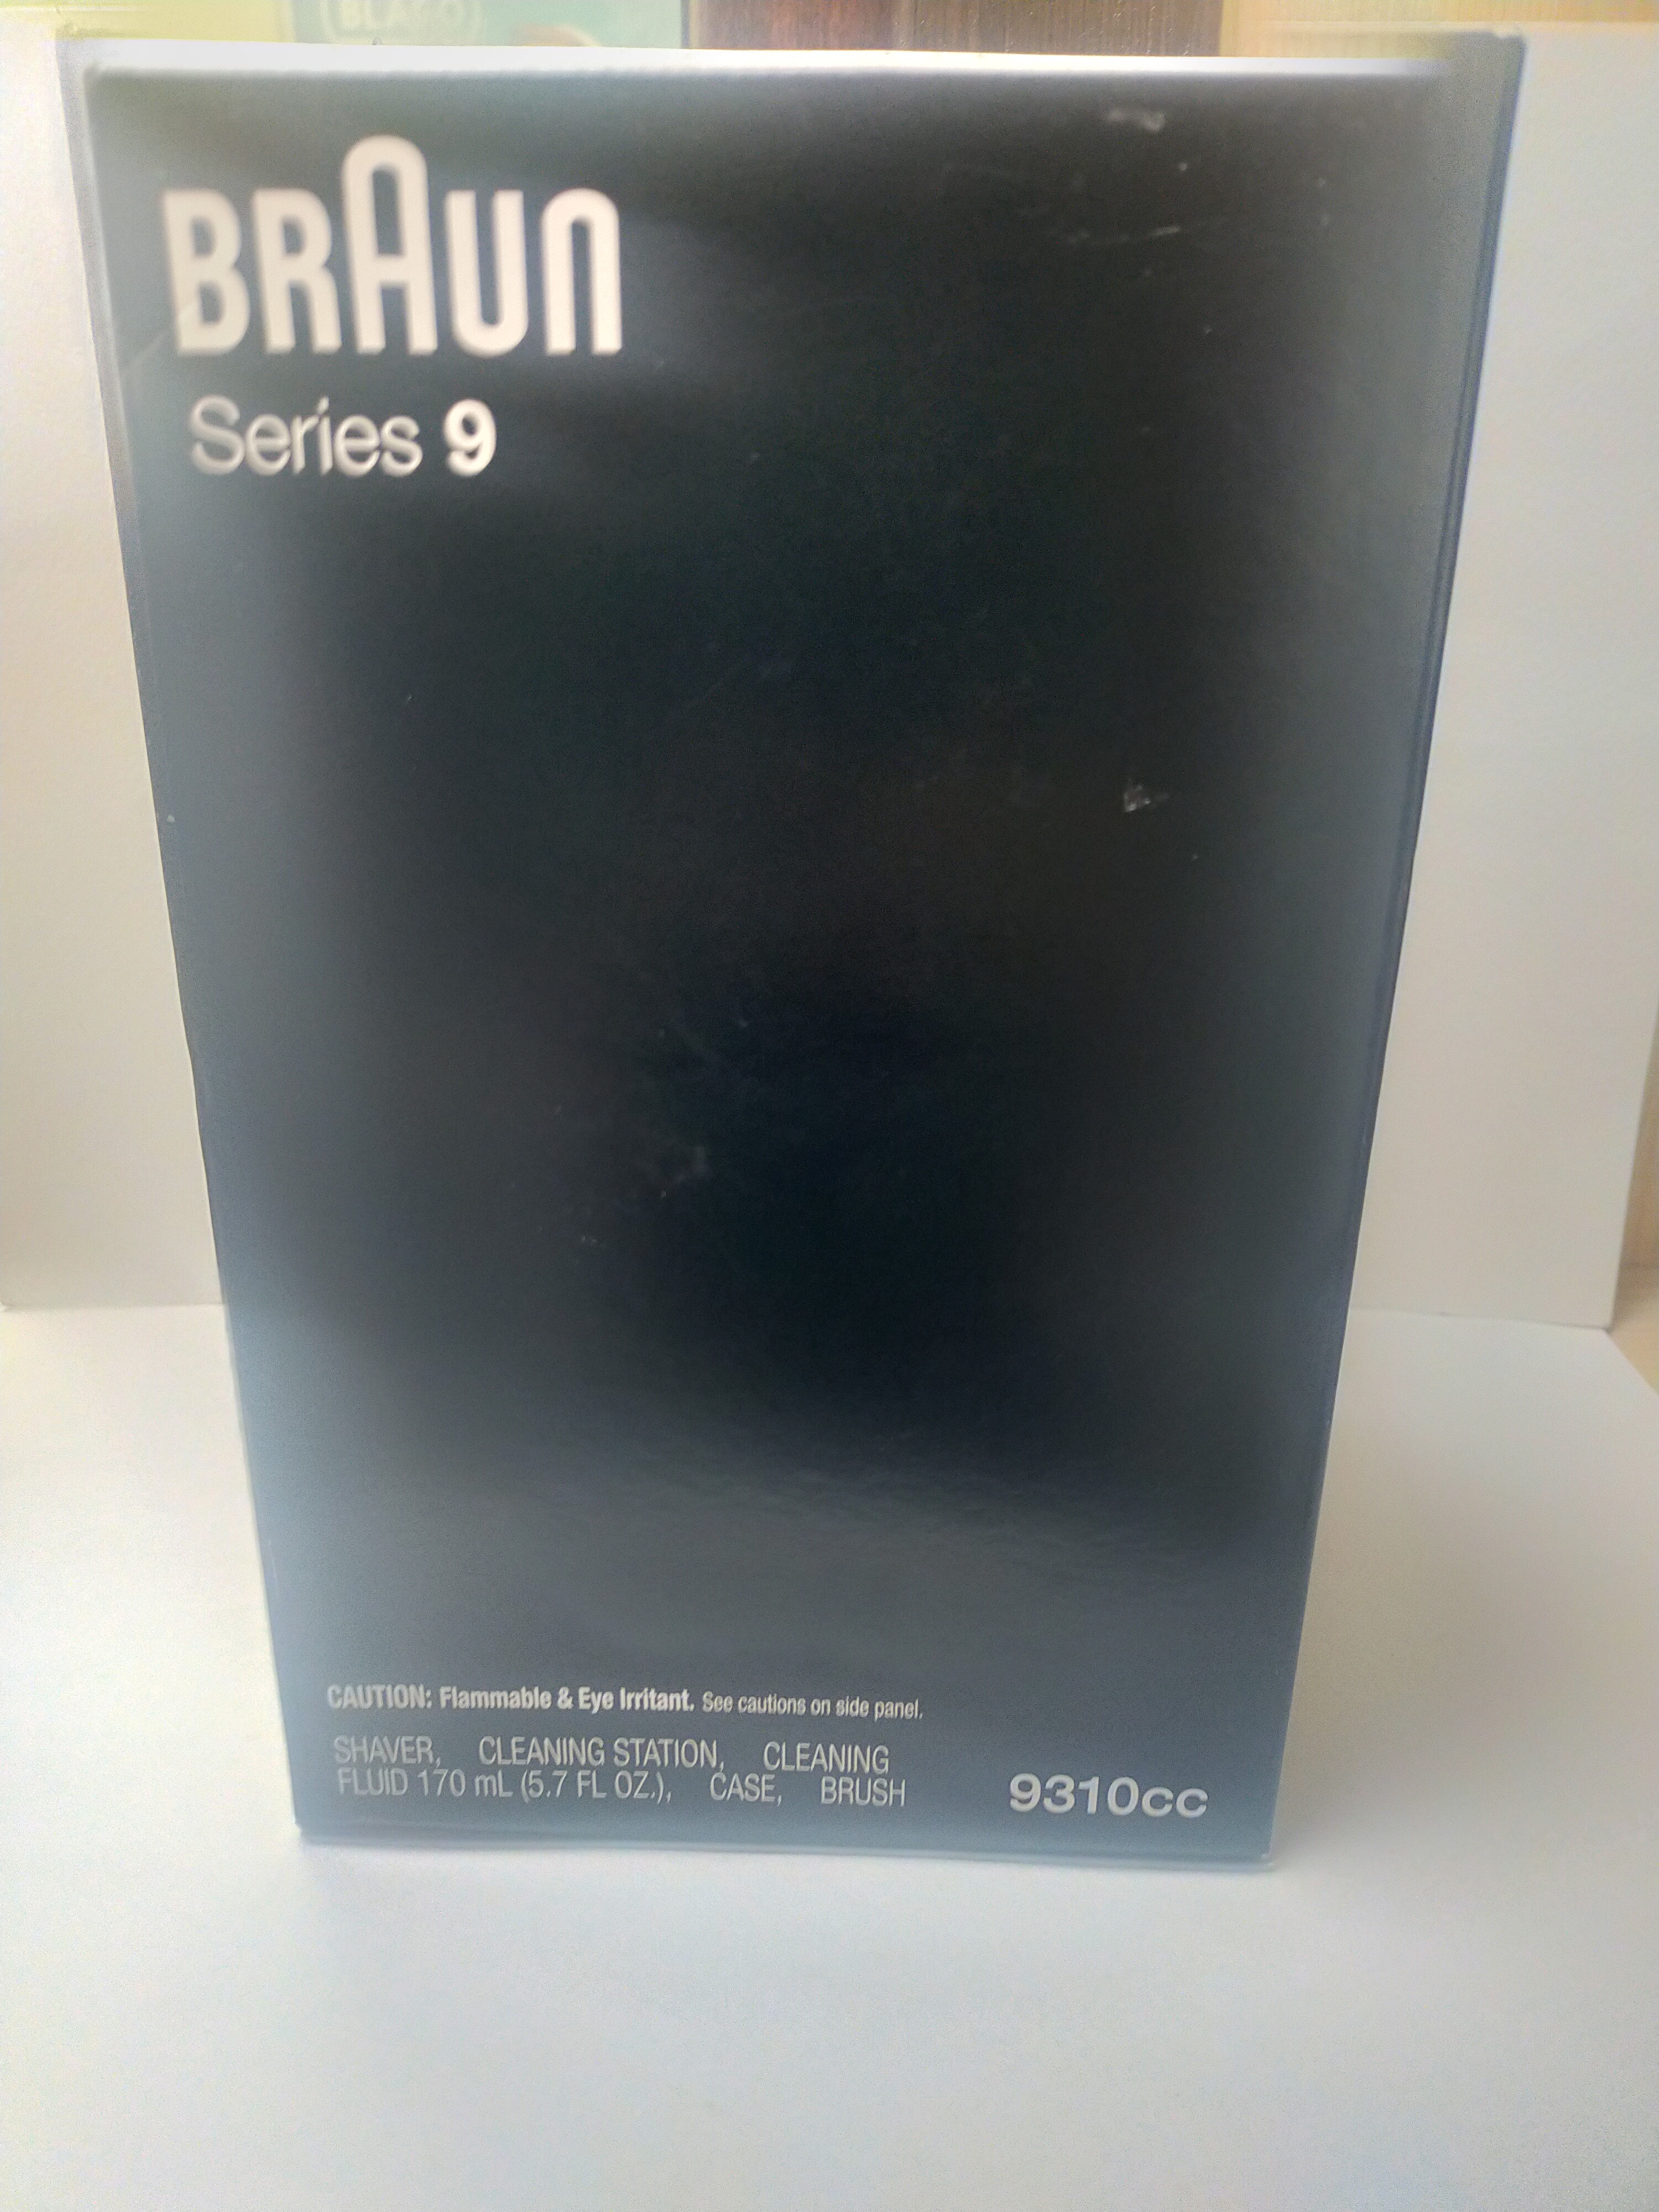 BLAGO
BRAUN
Series 9
CAUTION: Flammable & Eye Irritant. See cautions on side panel.
SHAVER, CLEANING STATION, CLEANING
FLUID 170 mL (5.7 FL OZ.), CASE, BRUSH
9310cc